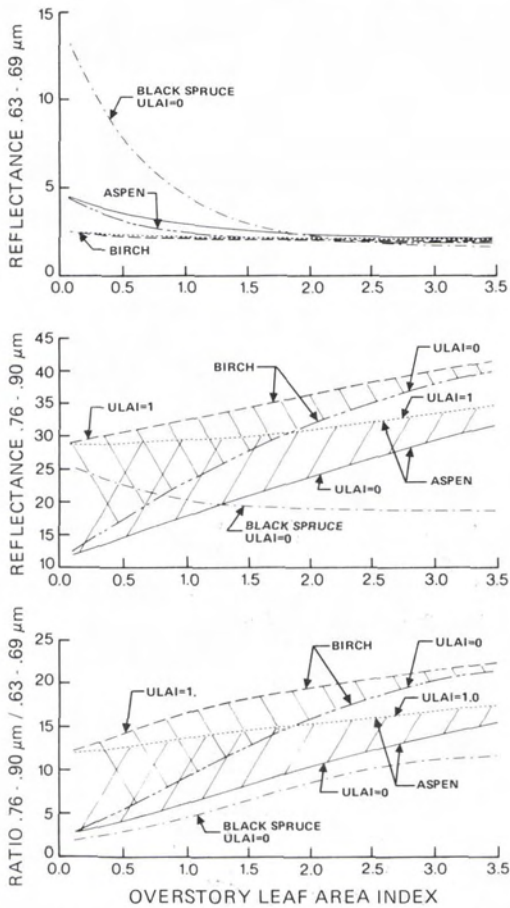 REFLECTANCE .63 - .69 µm
15
10
5
0
BLACK SPRUCE
ULAI=0
ASPEN
BIRCH
0.0 0.5 1.0 1.5 2.0 2.5 3.0 3.5
REFLECTANCE .76 - .90 µm
45
40
35
30
25
20
15
10
BIRCH
ULAI=0
ULAI=1
ULAI=1
ASPEN
ULAI=0
BLACK SPRUCE
ULAI=0
0.0 0.5 1.0 1.5 2.0 2.5 3.0 3.5
RATIO .76 - .90 µm / .63 - .69 µm
25
20
15
10
5
0
BIRCH
ULAI=0
ULAI=1.
ULAI=1.0
ASPEN
ULAI=0
BLACK SPRUCE
ULAI=0
0.0 0.5 1.0 1.5 2.0 2.5 3.0 3.5
OVERSTORY LEAF AREA INDEX